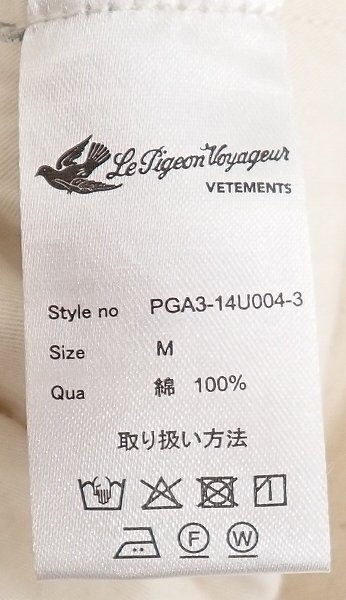 Le Pigeon Voyageur
VETEMENTS
Style no PGA3-14U004-3
Size M
Qua 綿 100%
取り扱い方法
F W